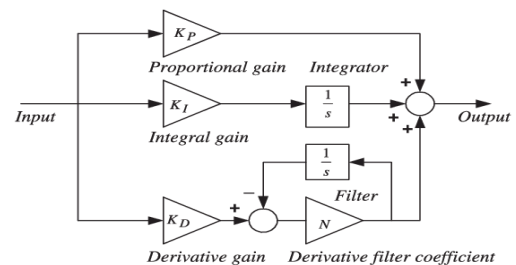 K_P
Proportional gain Integrator
+
Input K_I 1/s + + Output
Integral gain
1/s
− Filter
K_D + N
Derivative gain Derivative filter coefficient